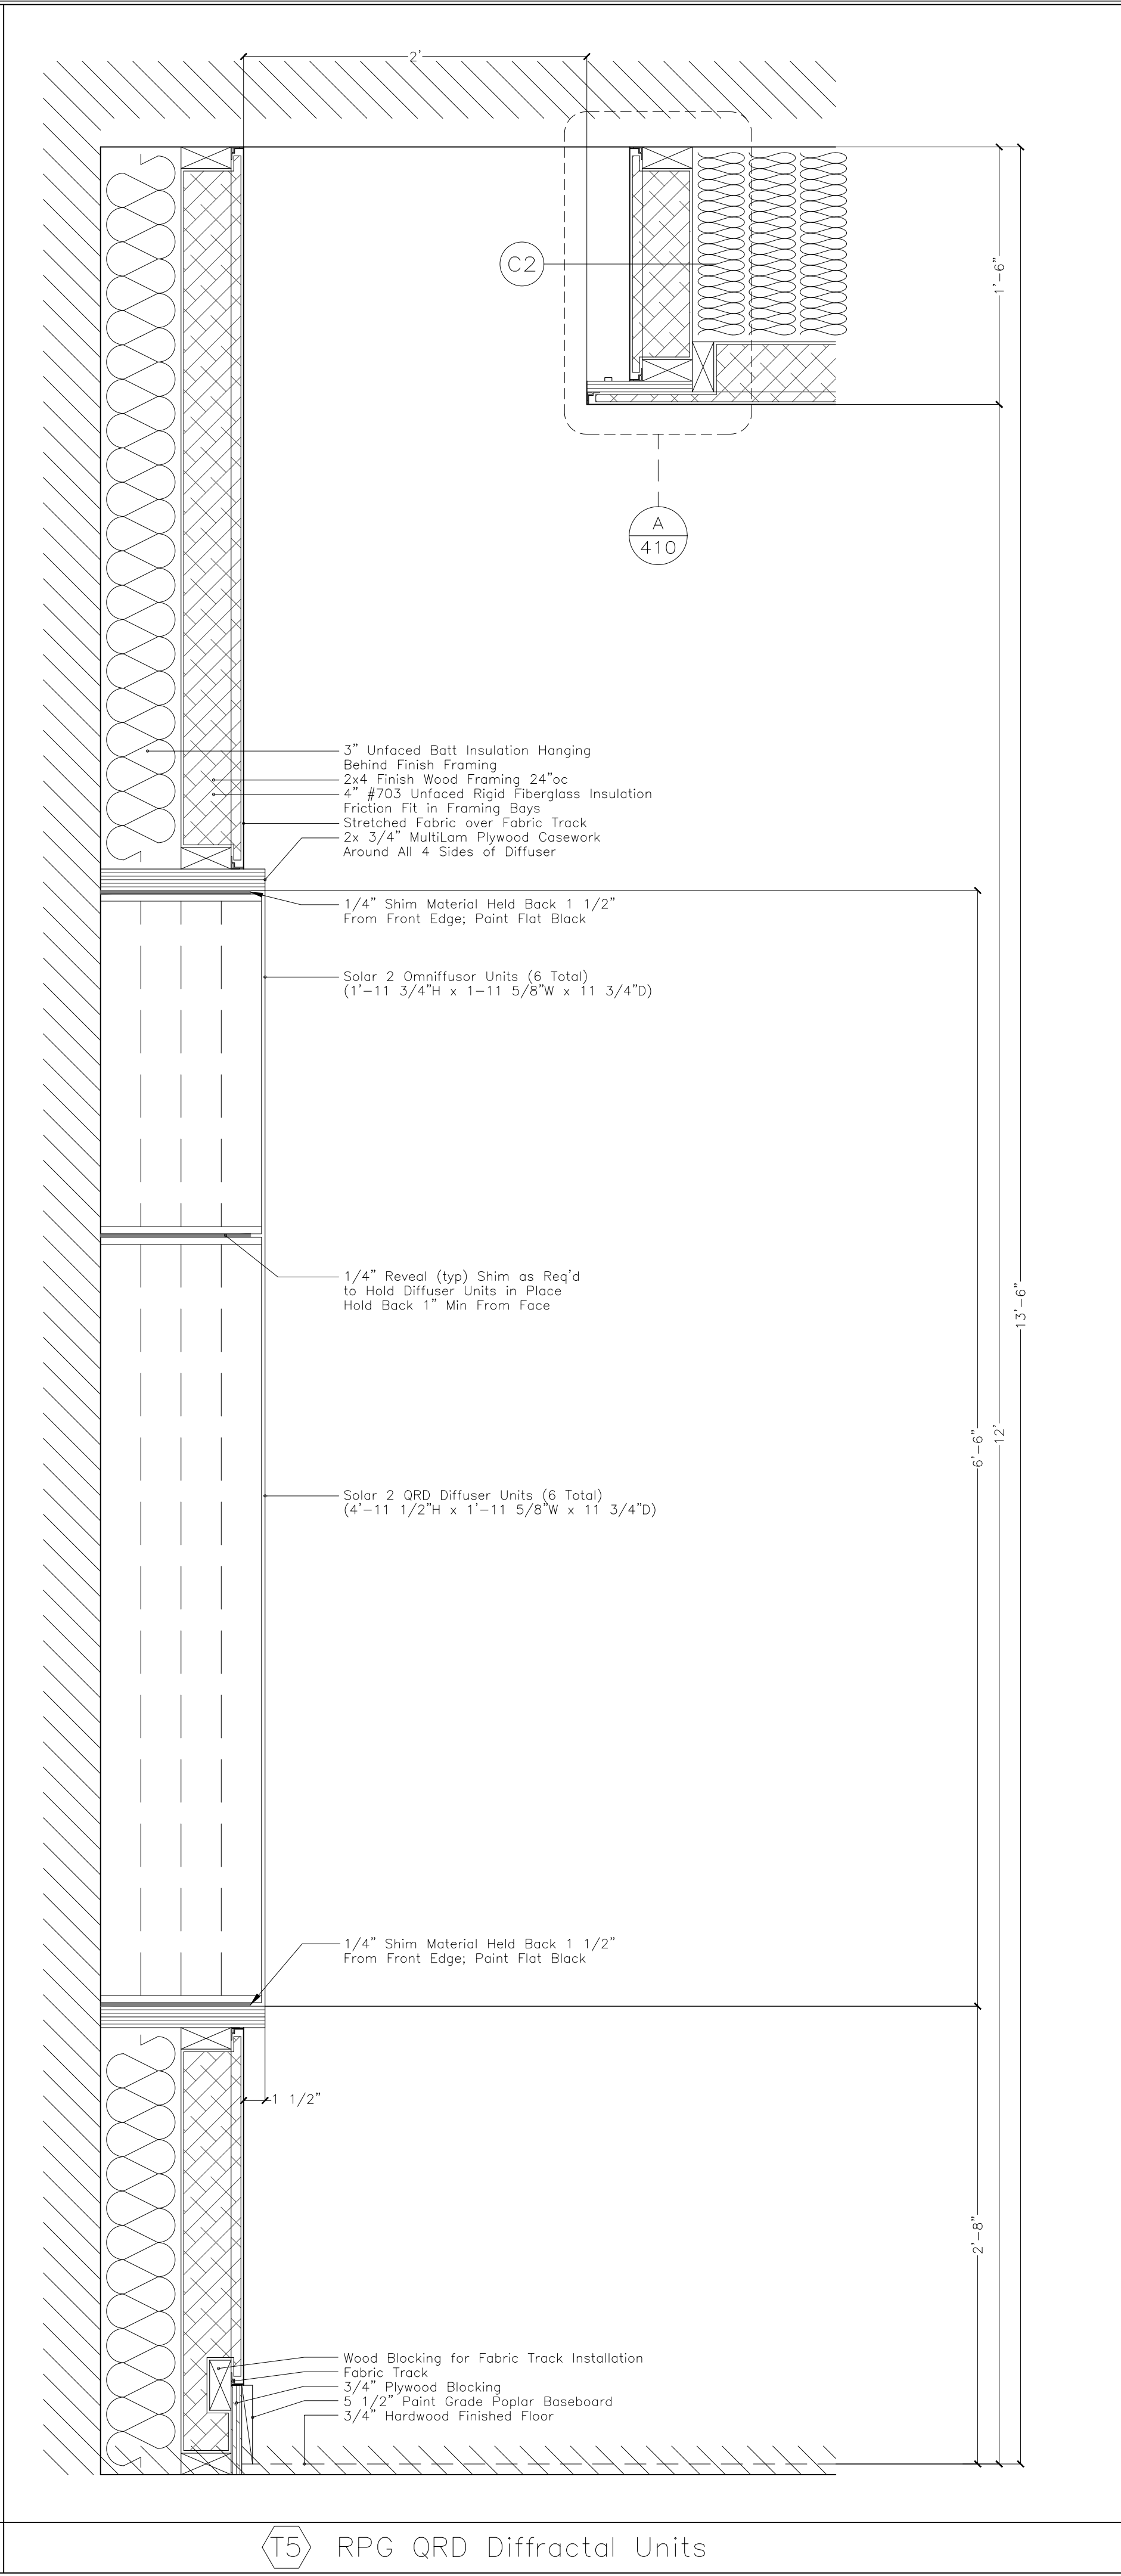 2'
C2
1'-6"
A
410
3" Unfaced Batt Insulation Hanging
Behind Finish Framing
2x4 Finish Wood Framing 24"oc
4" #703 Unfaced Rigid Fiberglass Insulation
Friction Fit in Framing Bays
Stretched Fabric over Fabric Track
2x 3/4" MultiLam Plywood Casework
Around All 4 Sides of Diffuser
1/4" Shim Material Held Back 1 1/2"
From Front Edge; Paint Flat Black
Solar 2 Omniffusor Units (6 Total)
(1'-11 3/4"H x 1-11 5/8"W x 11 3/4"D)
1/4" Reveal (typ) Shim as Req'd
to Hold Diffuser Units in Place
Hold Back 1" Min From Face
13'-6"
12'
6'-6"
Solar 2 QRD Diffuser Units (6 Total)
(4'-11 1/2"H x 1'-11 5/8"W x 11 3/4"D)
1/4" Shim Material Held Back 1 1/2"
From Front Edge; Paint Flat Black
1 1/2"
2'-8"
Wood Blocking for Fabric Track Installation
Fabric Track
3/4" Plywood Blocking
5 1/2" Paint Grade Poplar Baseboard
3/4" Hardwood Finished Floor
T5 RPG QRD Diffractal Units